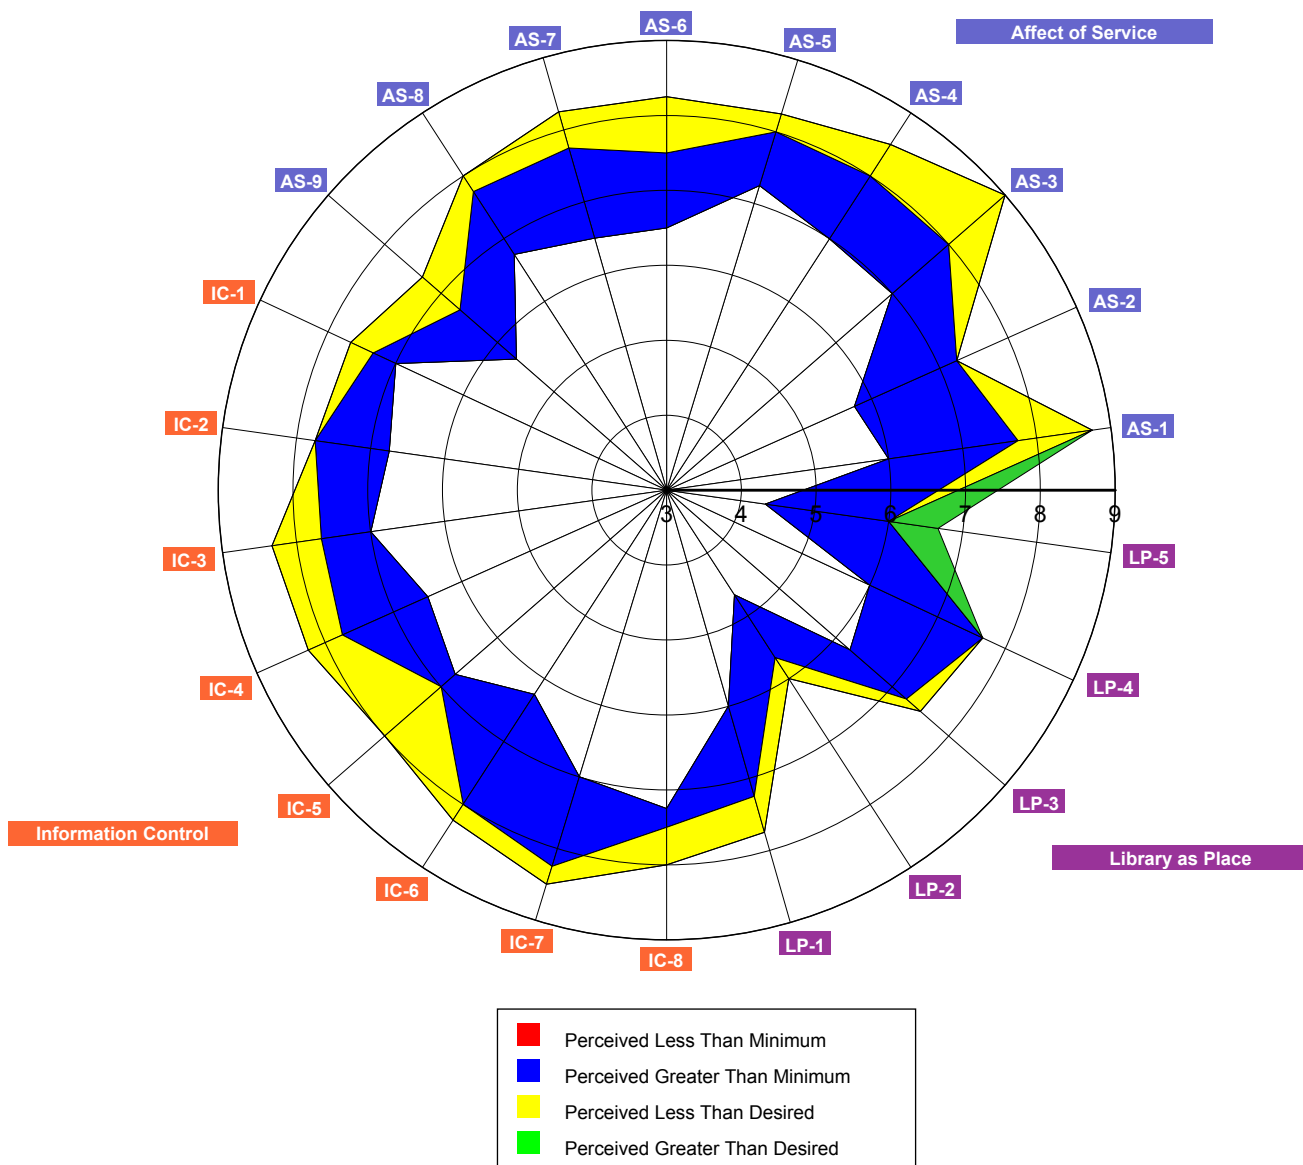 AS-6
AS-7
AS-5
Affect of Service
AS-8
AS-4
AS-9
AS-3
IC-1
AS-2
IC-2
AS-1
3 4 5 6 7 8 9
IC-3
LP-5
IC-4
LP-4
IC-5
LP-3
Information Control
Library as Place
IC-6
LP-2
IC-7
LP-1
IC-8
Perceived Less Than Minimum
Perceived Greater Than Minimum
Perceived Less Than Desired
Perceived Greater Than Desired